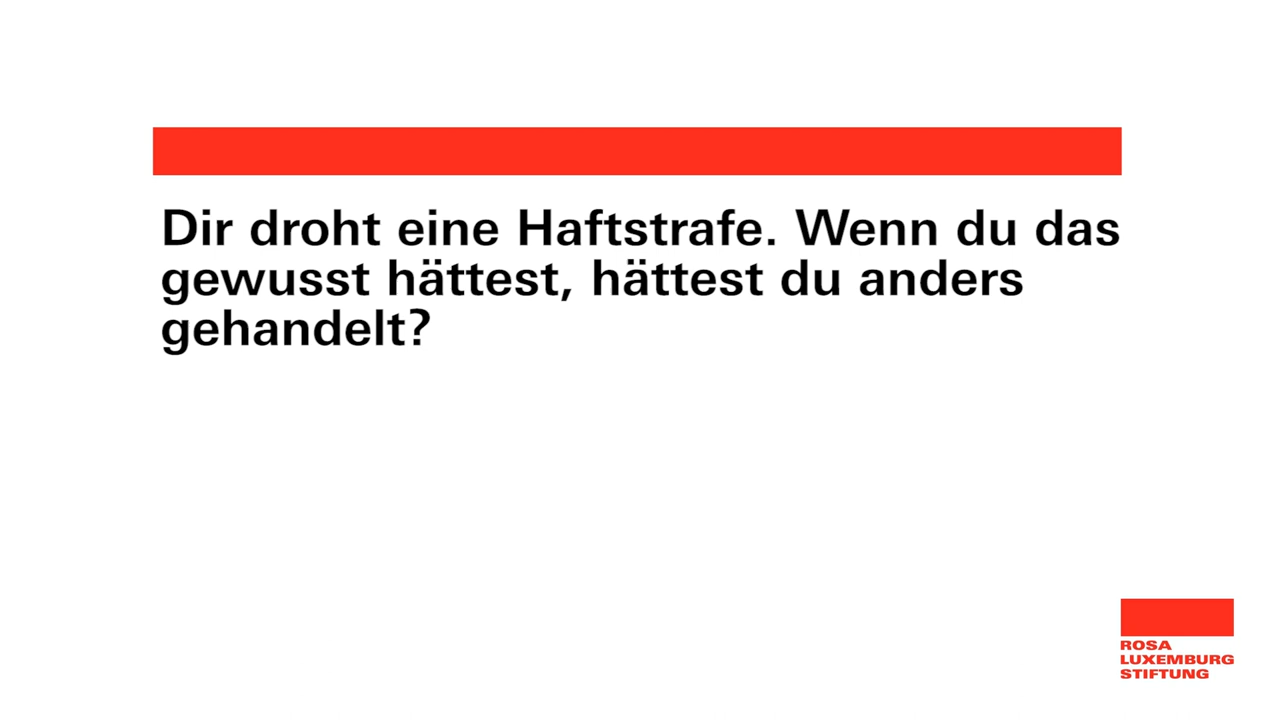 Dir droht eine Haftstrafe. Wenn du das
gewusst hättest, hättest du anders
gehandelt?
ROSA
LUXEMBURG
STIFTUNG